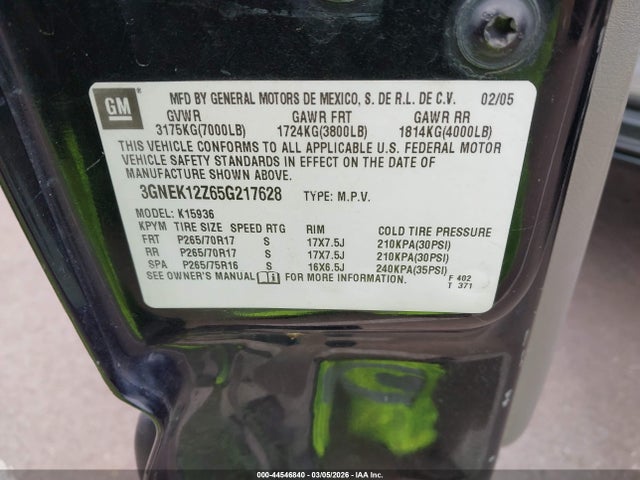 GM ® MFD BY GENERAL MOTORS DE MEXICO, S. DE R.L. DE C.V. 02/05
GVWR GAWR FRT GAWR RR
3175KG(7000LB) 1724KG(3800LB) 1814KG(4000LB)
THIS VEHICLE CONFORMS TO ALL APPLICABLE U.S. FEDERAL MOTOR
VEHICLE SAFETY STANDARDS IN EFFECT ON THE DATE OF
MANUFACTURE SHOWN ABOVE.
3GNEK12Z65G217628 TYPE: M.P.V.
MODEL: K15936
KPYM TIRE SIZE SPEED RTG RIM COLD TIRE PRESSURE
FRT P265/70R17 S 17X7.5J 210KPA(30PSI)
RR P265/70R17 S 17X7.5J 210KPA(30PSI)
SPA P265/75R16 S 16X6.5J 240KPA(35PSI)
SEE OWNER'S MANUAL FOR MORE INFORMATION.
F 402
T 371
000-44546840 - 03/05/2026 - IAA Inc.